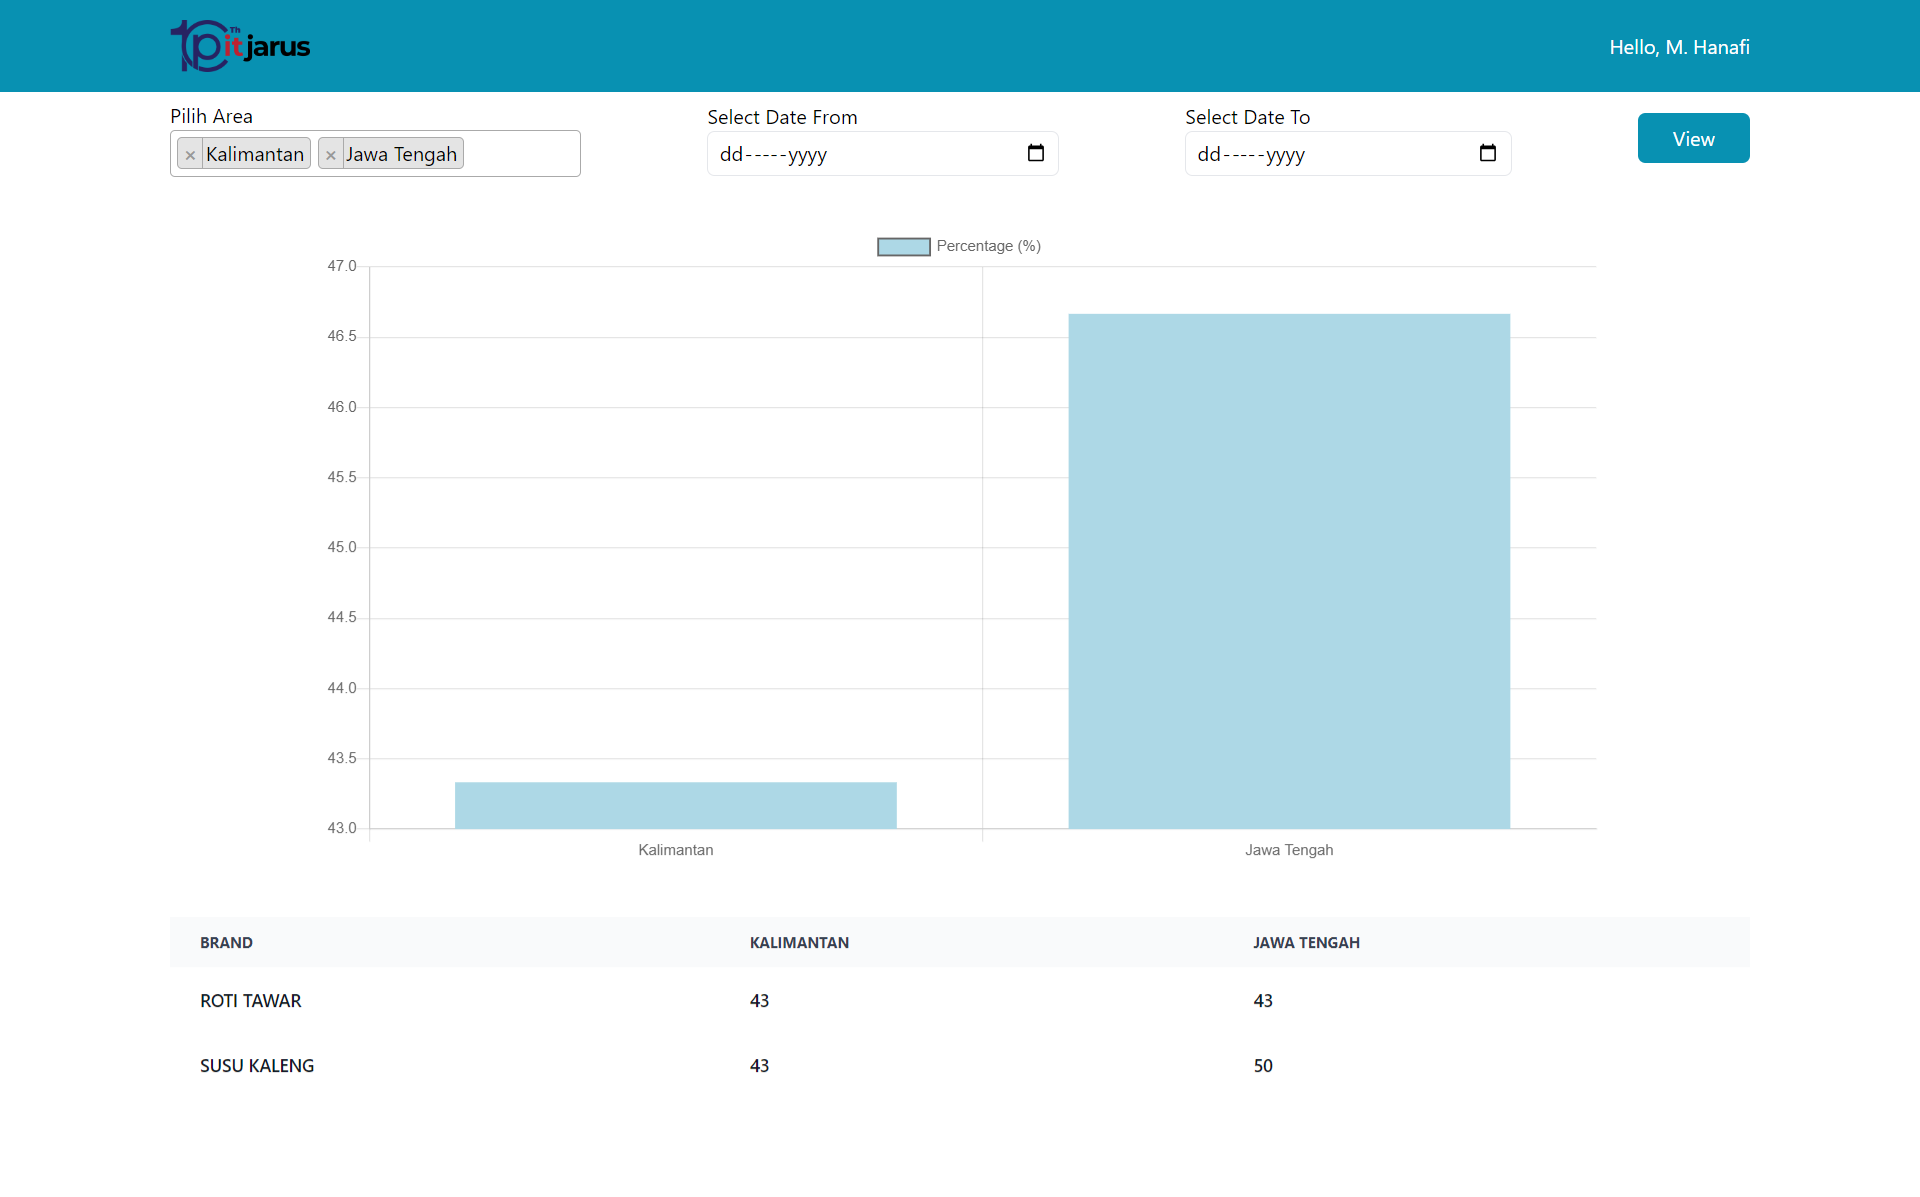 10 Th pitjarus
Hello, M. Hanafi
Pilih Area
× Kalimantan × Jawa Tengah
Select Date From
dd-----yyyy
Select Date To
dd-----yyyy
View
Percentage (%)
47.0
46.5
46.0
45.5
45.0
44.5
44.0
43.5
43.0
Kalimantan Jawa Tengah
BRAND KALIMANTAN JAWA TENGAH
ROTI TAWAR 43 43
SUSU KALENG 43 50